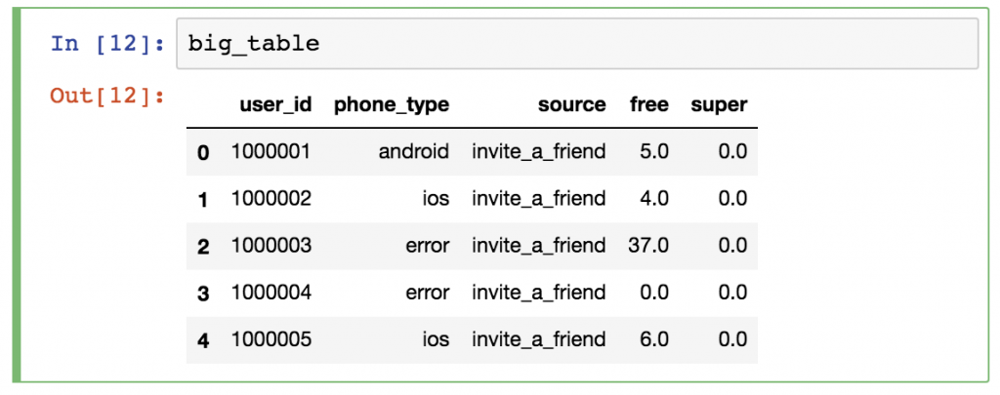 In [12]: big_table
Out[12]:
user_id phone_type source free super
0 1000001 android invite_a_friend 5.0 0.0
1 1000002 ios invite_a_friend 4.0 0.0
2 1000003 error invite_a_friend 37.0 0.0
3 1000004 error invite_a_friend 0.0 0.0
4 1000005 ios invite_a_friend 6.0 0.0